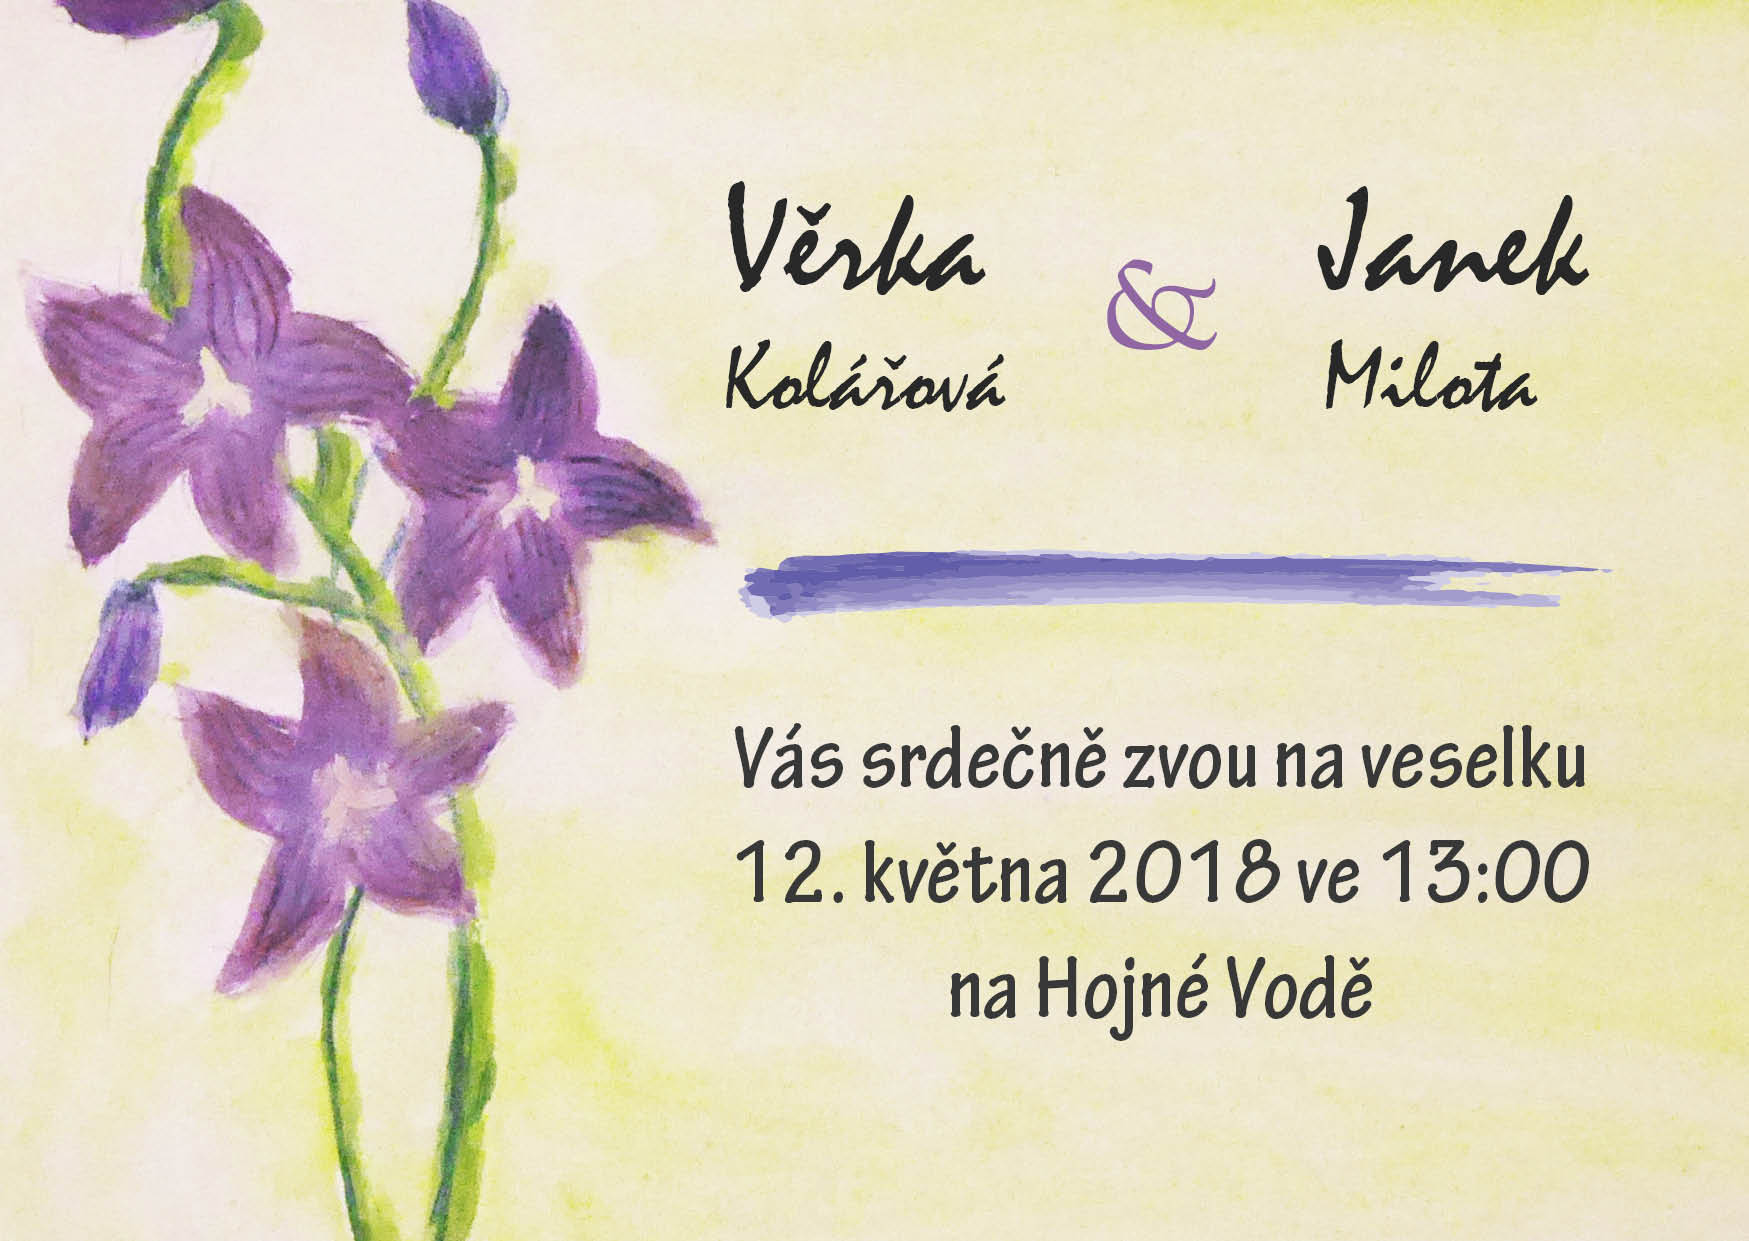 Věrka & Janek
Kolářová Milota
Vás srdečně zvou na veselku
12. května 2018 ve 13:00
na Hojné Vodě